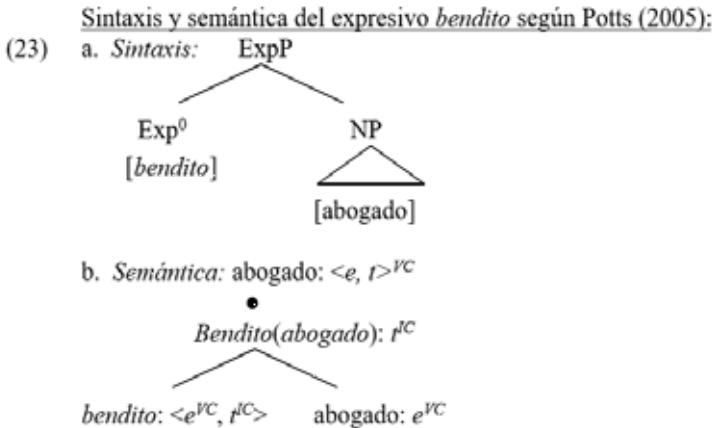 Sintaxis y semántica del expresivo bendito según Potts (2005):
(23) a. Sintaxis: ExpP
Exp⁰ NP
[bendito]
[abogado]
b. Semántica: abogado: <e, t>ⱽᶜ
•
Bendito(abogado): tᴵᶜ
bendito: <eⱽᶜ, tᴵᶜ> abogado: eⱽᶜ